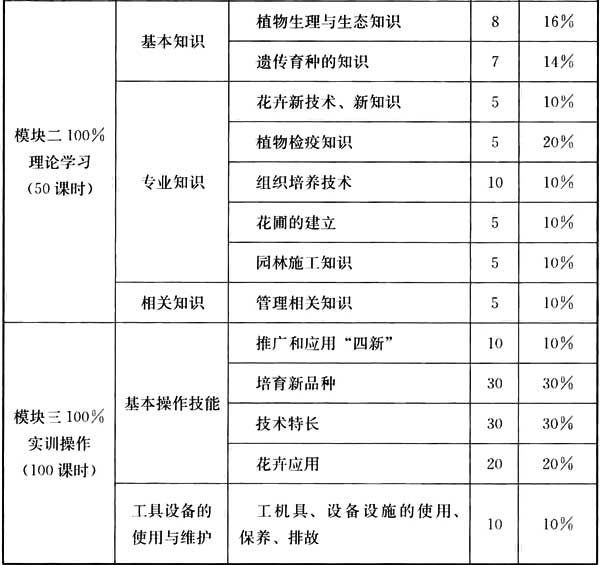 模块二 100%
理论学习
（50 课时）
基本知识
植物生理与生态知识 8 16%
遗传育种的知识 7 14%
专业知识
花卉新技术、新知识 5 10%
植物检疫知识 5 20%
组织培养技术 10 10%
花圃的建立 5 10%
园林施工知识 5 10%
相关知识
管理相关知识 5 10%
模块三 100%
实训操作
（100 课时）
基本操作技能
推广和应用“四新” 10 10%
培育新品种 30 30%
技术特长 30 30%
花卉应用 20 20%
工具设备的
使用与维护
工机具、设备设施的使用、
保养、排故 10 10%